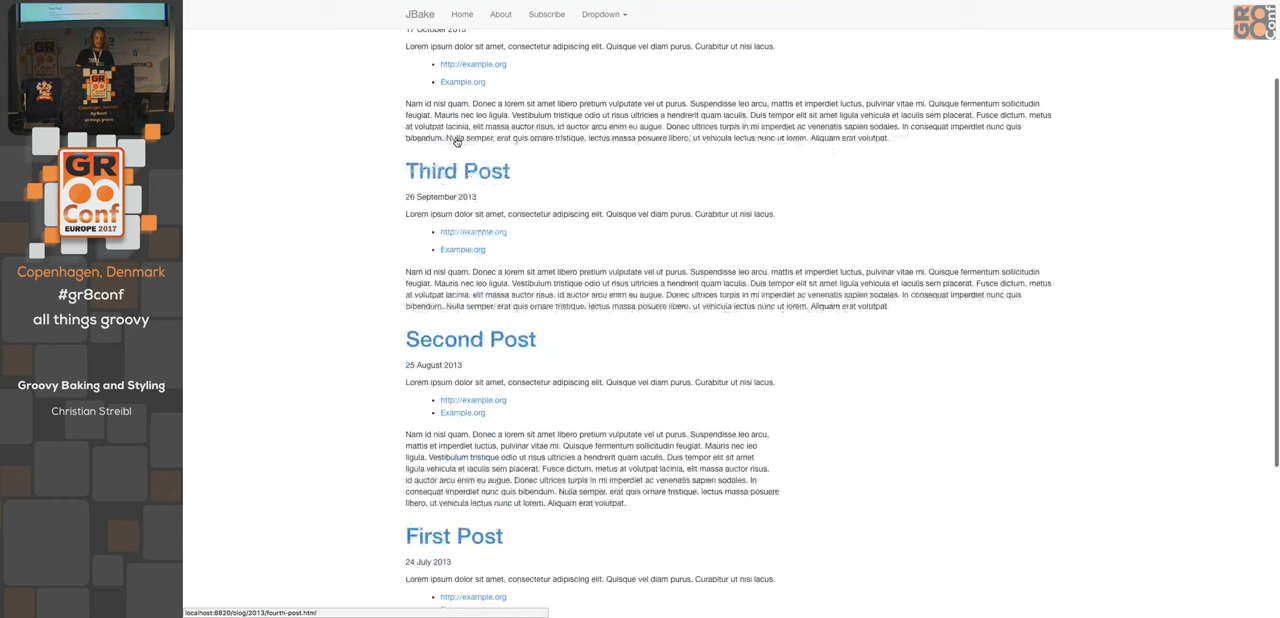 JBake Home About Subscribe Dropdown
17 October 2013
Lorem ipsum dolor sit amet, consectetur adipiscing elit. Quisque vel diam purus. Curabitur ut nisi lacus.
http://example.org
Example.org
Nam id nisl quam. Donec a lorem sit amet libero pretium vulputate vel ut purus. Suspendisse leo arcu, mattis et imperdiet luctus, pulvinar vitae mi. Quisque fermentum sollicitudin
feugiat. Mauris nec leo ligula. Vestibulum tristique odio ut risus ultricies a hendrerit quam iaculis. Duis tempor elit sit amet ligula vehicula et iaculis sem placerat. Fusce dictum, metus
at volutpat lacinia, elit massa auctor risus, id auctor arcu enim eu augue. Donec ultrices turpis in mi imperdiet ac venenatis sapien sodales. In consequat imperdiet nunc quis
bibendum. Nulla semper, erat quis ornare tristique, lectus massa posuere libero, ut vehicula lectus nunc ut lorem. Aliquam erat volutpat.
Third Post
26 September 2013
Lorem ipsum dolor sit amet, consectetur adipiscing elit. Quisque vel diam purus. Curabitur ut nisi lacus.
http://example.org
Example.org
Nam id nisl quam. Donec a lorem sit amet libero pretium vulputate vel ut purus. Suspendisse leo arcu, mattis et imperdiet luctus, pulvinar vitae mi. Quisque fermentum sollicitudin
feugiat. Mauris nec leo ligula. Vestibulum tristique odio ut risus ultricies a hendrerit quam iaculis. Duis tempor elit sit amet ligula vehicula et iaculis sem placerat. Fusce dictum, metus
at volutpat lacinia, elit massa auctor risus, id auctor arcu enim eu augue. Donec ultrices turpis in mi imperdiet ac venenatis sapien sodales. In consequat imperdiet nunc quis
bibendum. Nulla semper, erat quis ornare tristique, lectus massa posuere libero, ut vehicula lectus nunc ut lorem. Aliquam erat volutpat.
Second Post
25 August 2013
Lorem ipsum dolor sit amet, consectetur adipiscing elit. Quisque vel diam purus. Curabitur ut nisi lacus.
http://example.org
Example.org
Nam id nisl quam. Donec a lorem sit amet libero pretium vulputate vel ut purus. Suspendisse leo arcu,
mattis et imperdiet luctus, pulvinar vitae mi. Quisque fermentum sollicitudin feugiat. Mauris nec leo
ligula. Vestibulum tristique odio ut risus ultricies a hendrerit quam iaculis. Duis tempor elit sit amet
ligula vehicula et iaculis sem placerat. Fusce dictum, metus at volutpat lacinia, elit massa auctor risus,
id auctor arcu enim eu augue. Donec ultrices turpis in mi imperdiet ac venenatis sapien sodales. In
consequat imperdiet nunc quis bibendum. Nulla semper, erat quis ornare tristique, lectus massa posuere
libero, ut vehicula lectus nunc ut lorem. Aliquam erat volutpat.
First Post
24 July 2013
Lorem ipsum dolor sit amet, consectetur adipiscing elit. Quisque vel diam purus. Curabitur ut nisi lacus.
http://example.org
localhost:8820/blog/2013/fourth-post.html
GR8 Conf
EUROPE 2017
Copenhagen, Denmark
#gr8conf
all things groovy
Groovy Baking and Styling
Christian Streibl
GR8 Conf